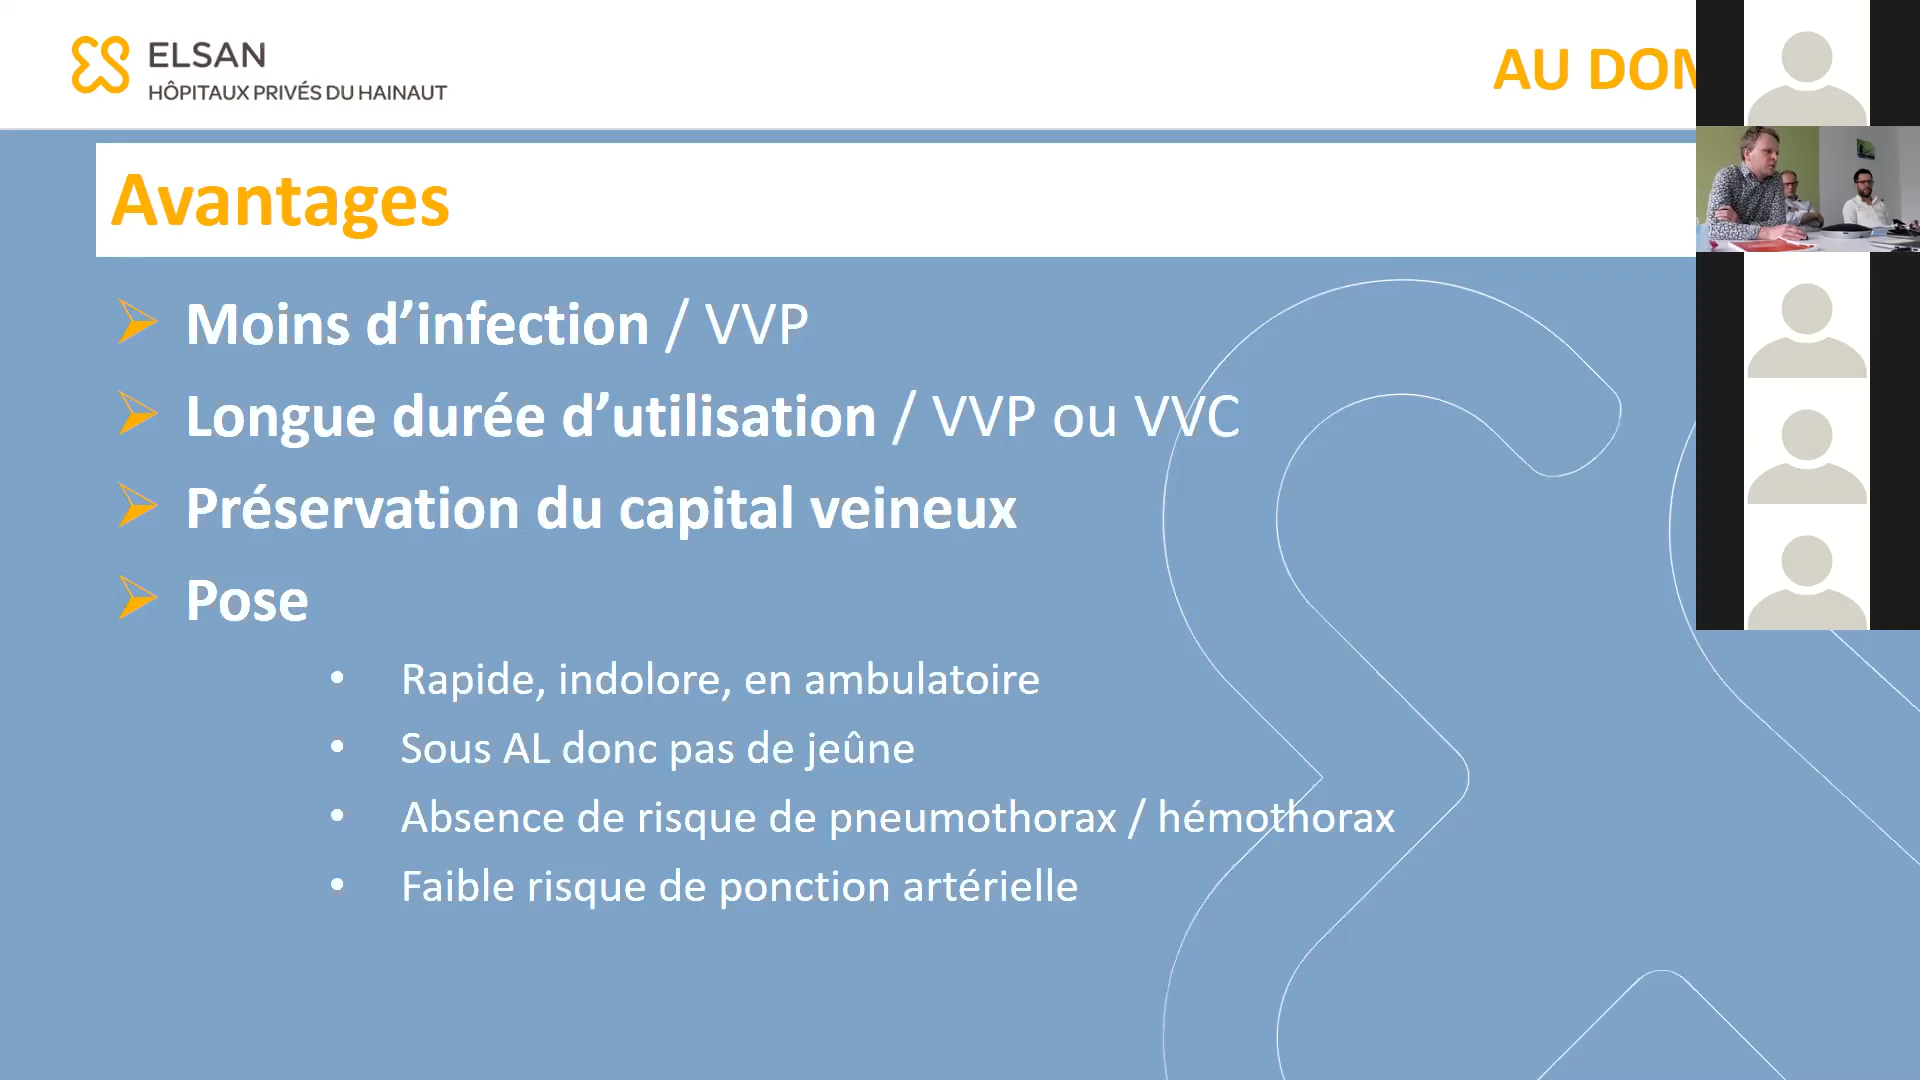 ELSAN
HÔPITAUX PRIVÉS DU HAINAUT
AU
Avantages
Moins d’infection / VVP
Longue durée d’utilisation / VVP ou VVC
Préservation du capital veineux
Pose
• Rapide, indolore, en ambulatoire
• Sous AL donc pas de jeûne
• Absence de risque de pneumothorax / hémothorax
• Faible risque de ponction artérielle